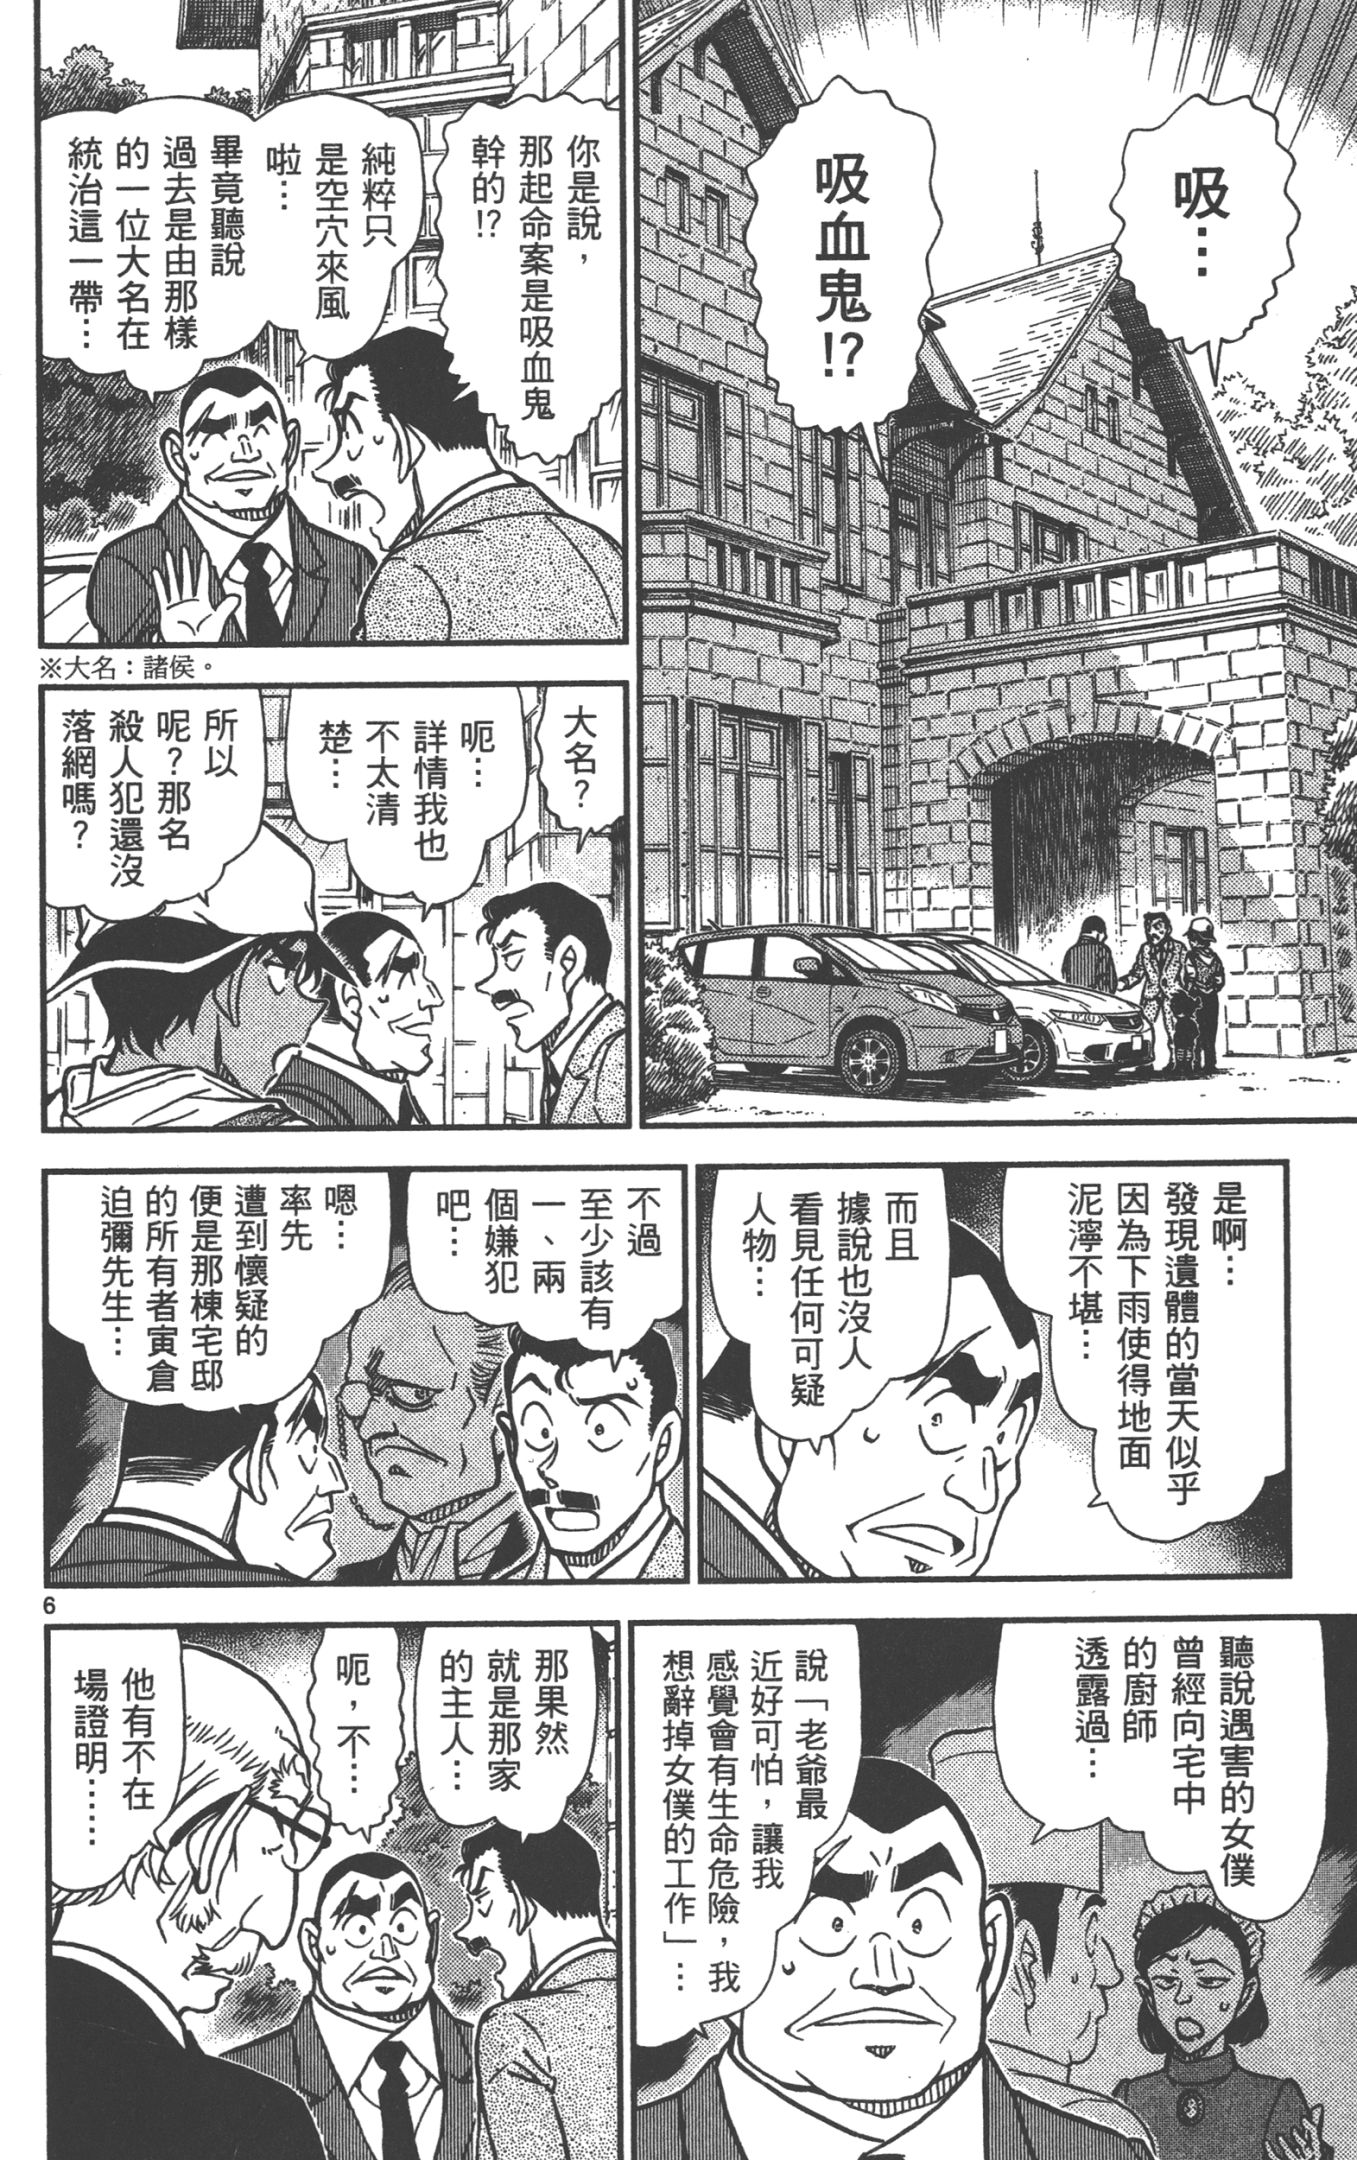 吸…
吸血鬼!?
你是說，
那起命案是吸血鬼
幹的!?
純粹只
是空穴來風
啦…
畢竟聽說
過去是由那樣
的一位大名在
統治這一帶…
※大名：諸侯。
大名？
呃…
詳情我也
不太清
楚…
所以
呢？那名
殺人犯還沒
落網嗎？
是啊…
發現遺體的當天似乎
因為下雨使得地面
泥濘不堪…
而且
據說也沒人
看見任何可疑
人物…
不過
至少該有
一、兩
個嫌犯
吧…
嗯…
率先
遭到懷疑的
便是那棟宅邸
的所有者寅倉
迫彌先生…
6
聽說遇害的女僕
曾經向宅中
的廚師
透露過…
說「老爺最
近好可怕，讓我
感覺會有生命危險，我
想辭掉女僕的工作」…
那果然
就是那家
的主人…
呃，不…
他有不在
場證明……